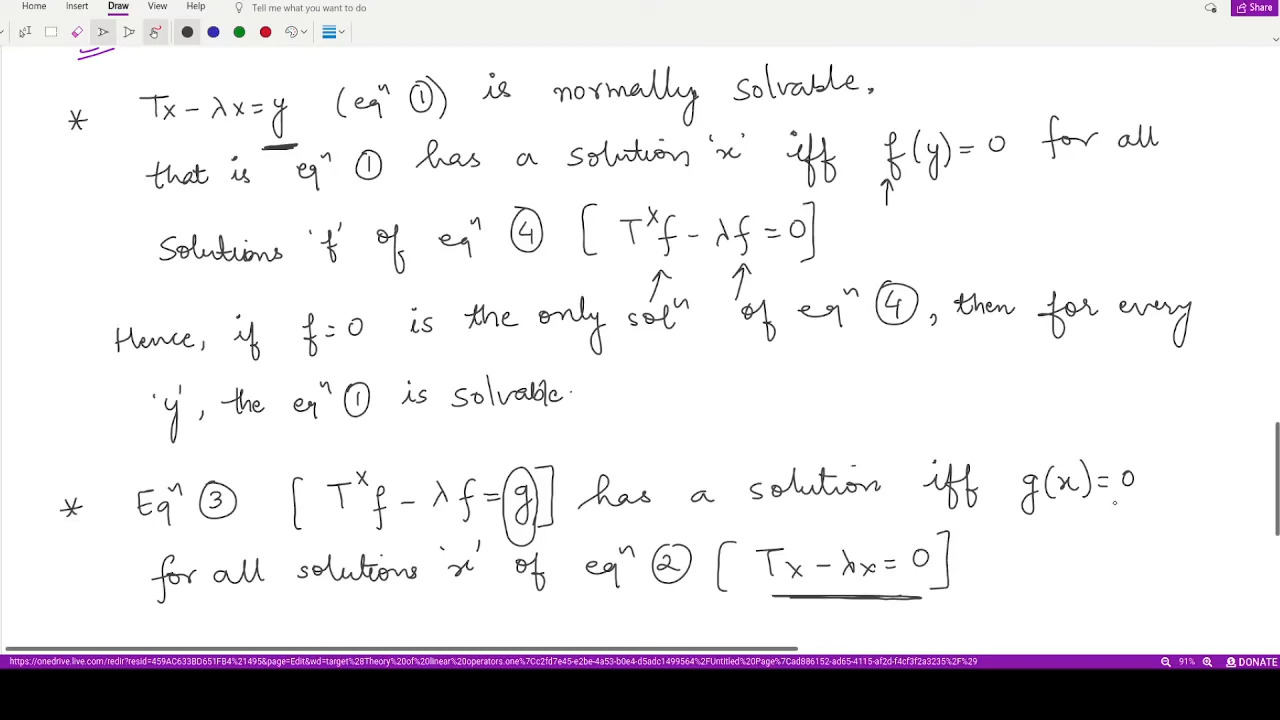 Home Insert Draw View Help Tell me what you want to do
Share
* Tx - λx = y (eqⁿ ①) is normally solvable.
that is eqⁿ ① has a solution 'x' iff f(y) = 0 for all
solutions 'f' of eqⁿ ④ [ Tˣf - λf = 0 ]
Hence, if f = 0 is the only solⁿ of eqⁿ ④, then for every
'y', the eqⁿ ① is solvable.
* Eqⁿ ③ [ Tˣf - λf = g ] has a solution iff g(x) = 0
for all solutions 'x' of eqⁿ ② [ Tx - λx = 0 ]
91%
DONATE